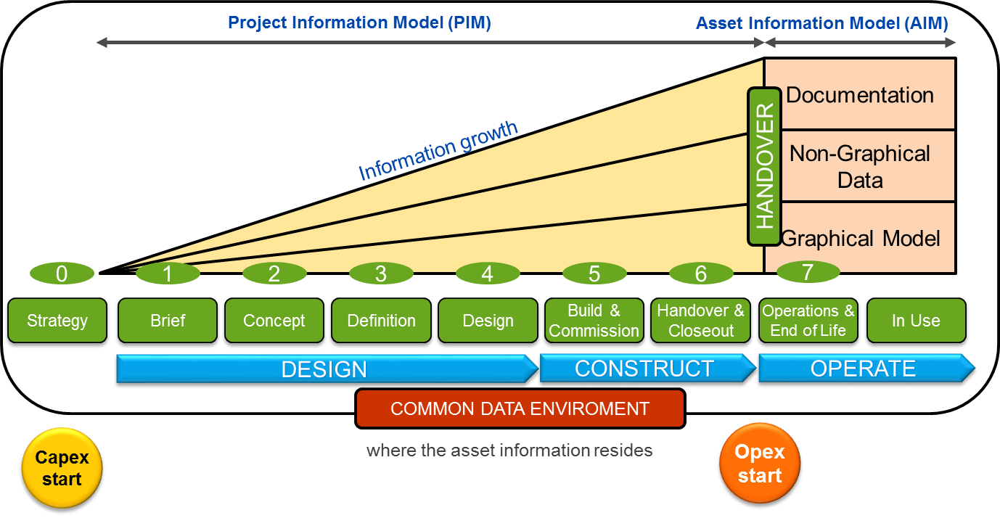 Project Information Model (PIM)
Asset Information Model (AIM)
Information growth
HANDOVER
Documentation
Non-Graphical
Data
Graphical Model
0
1
2
3
4
5
6
7
Strategy
Brief
Concept
Definition
Design
Build &
Commission
Handover &
Closeout
Operations &
End of Life
In Use
DESIGN
CONSTRUCT
OPERATE
COMMON DATA ENVIROMENT
where the asset information resides
Capex
start
Opex
start